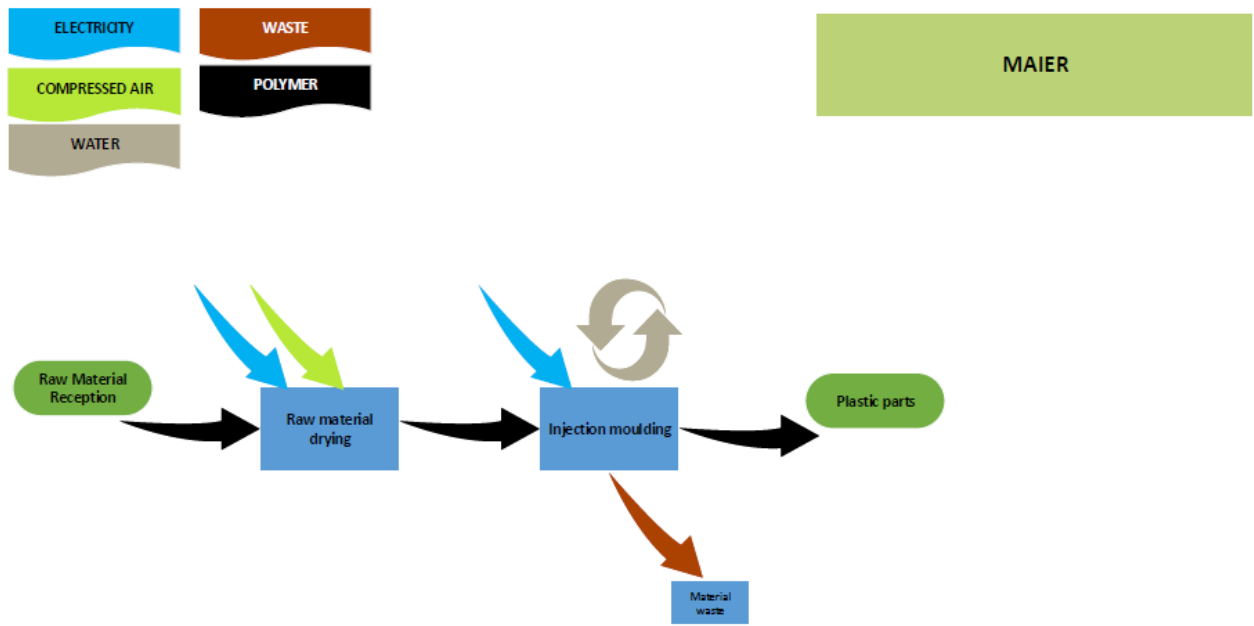 ELECTRICITY
WASTE
MAIER
COMPRESSED AIR
POLYMER
WATER
Raw Material
Reception
Raw material
drying
Injection moulding
Plastic parts
Material
waste